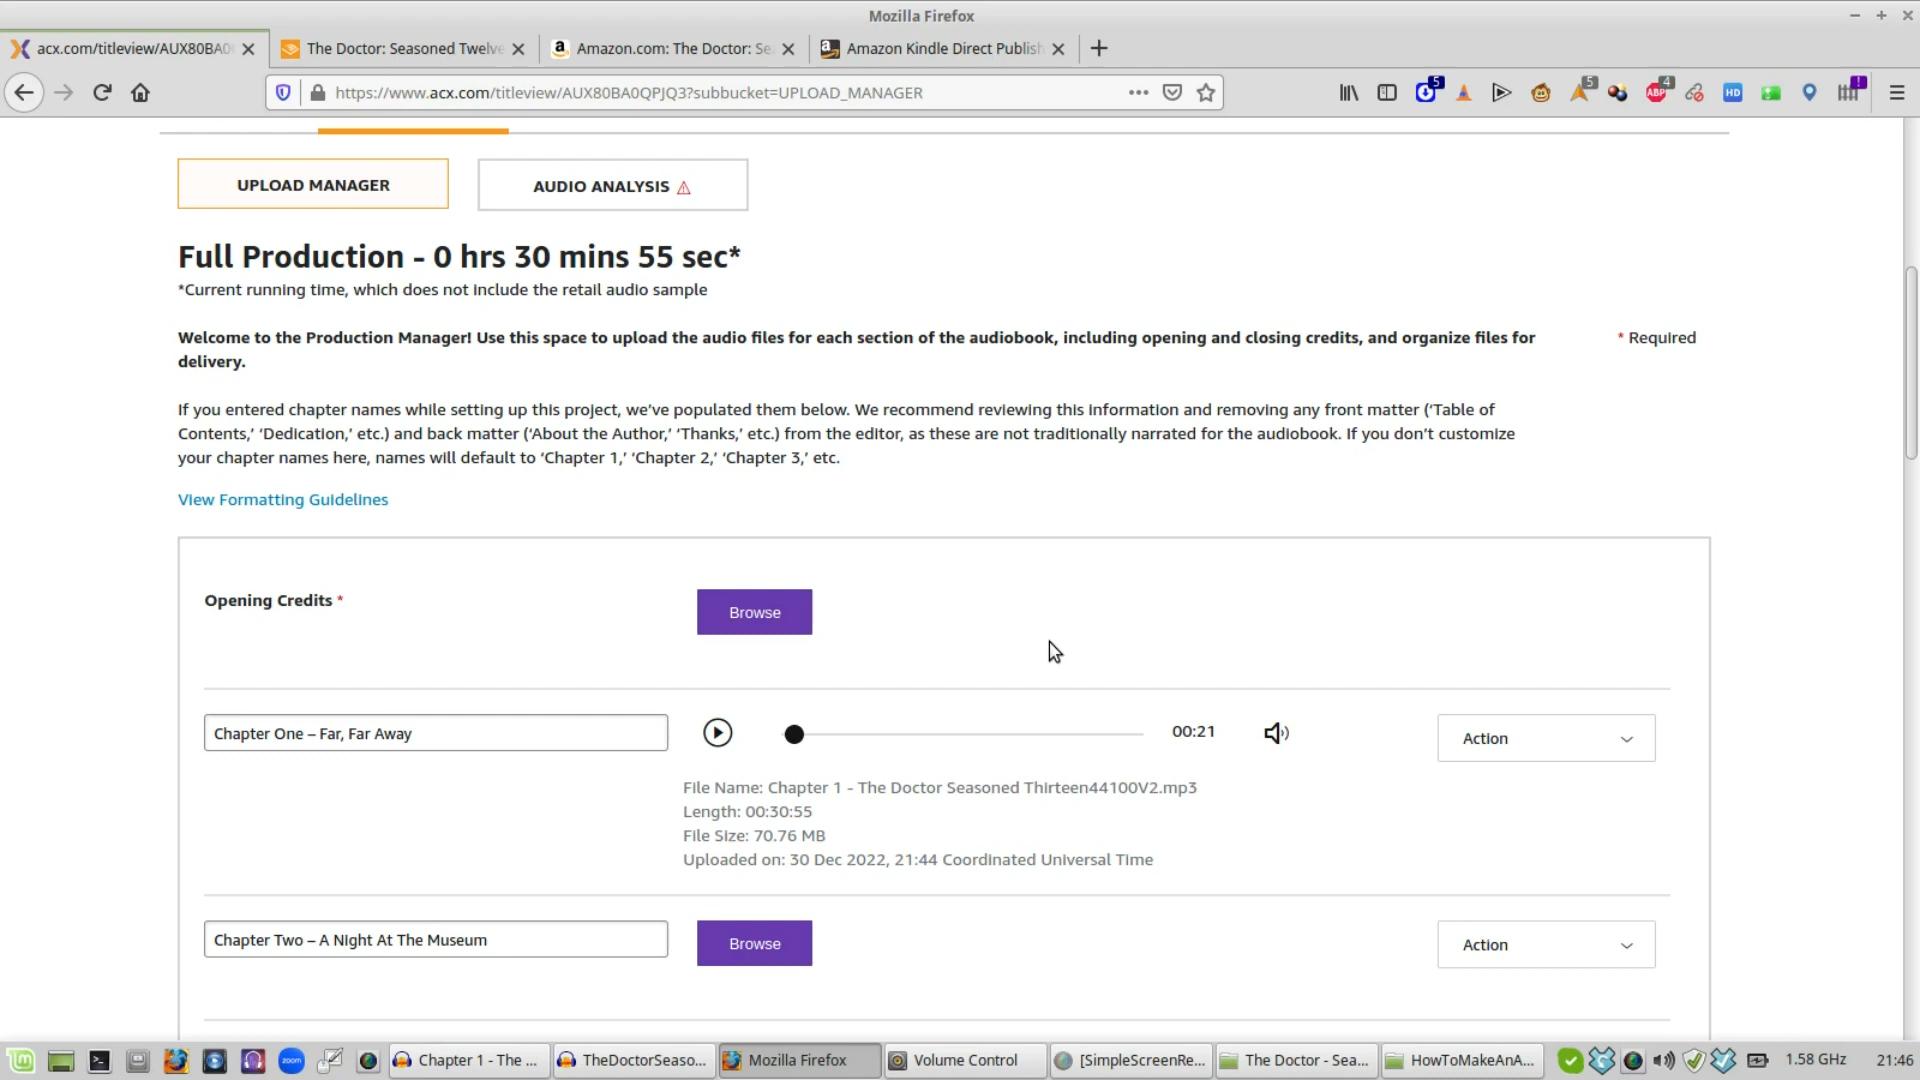 Mozilla Firefox
acx.com/titleview/AUX80BA0
The Doctor: Seasoned Twelve
Amazon.com: The Doctor: Se
Amazon Kindle Direct Publish
https://www.acx.com/titleview/AUX80BA0QPJQ3?subbucket=UPLOAD_MANAGER
5
5
ABP
4
HD
!
UPLOAD MANAGER
AUDIO ANALYSIS
Full Production - 0 hrs 30 mins 55 sec*
*Current running time, which does not include the retail audio sample
Welcome to the Production Manager! Use this space to upload the audio files for each section of the audiobook, including opening and closing credits, and organize files for
delivery.
* Required
If you entered chapter names while setting up this project, we’ve populated them below. We recommend reviewing this information and removing any front matter (‘Table of
Contents,’ ‘Dedication,’ etc.) and back matter (‘About the Author,’ ‘Thanks,’ etc.) from the editor, as these are not traditionally narrated for the audiobook. If you don’t customize
your chapter names here, names will default to ‘Chapter 1,’ ‘Chapter 2,’ ‘Chapter 3,’ etc.
View Formatting Guidelines
Opening Credits *
Browse
Chapter One – Far, Far Away
00:21
Action
File Name: Chapter 1 - The Doctor Seasoned Thirteen44100V2.mp3
Length: 00:30:55
File Size: 70.76 MB
Uploaded on: 30 Dec 2022, 21:44 Coordinated Universal Time
Chapter Two – A Night At The Museum
Browse
Action
zoom
Chapter 1 - The ...
TheDoctorSeaso...
Mozilla Firefox
Volume Control
[SimpleScreenRe...
The Doctor - Sea...
HowToMakeAnA...
1.58 GHz
21:46